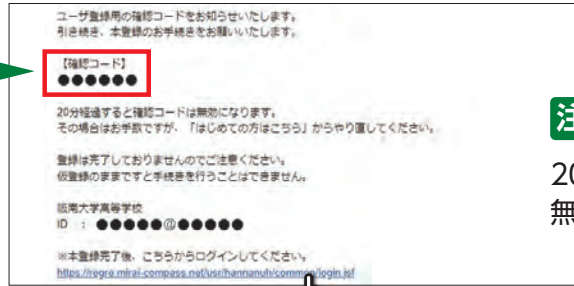 ユーザ登録用の確認コードをお知らせいたします。
引き続き、本登録のお手続きをお願いいたします。
【確認コード】
●●●●●●
20分経過すると確認コードは無効になります。
その場合はお手数ですが、「はじめての方はこちら」からやり直してください。
登録は完了しておりませんのでご注意ください。
仮登録のままですと手続きを行うことはできません。
阪南大学高等学校
ID : ●●●●●@●●●●●
※本登録完了後、こちらからログインしてください。
https://regre.mirai-compass.net/usr/hannanuh/common/login.jsf
注
20
無